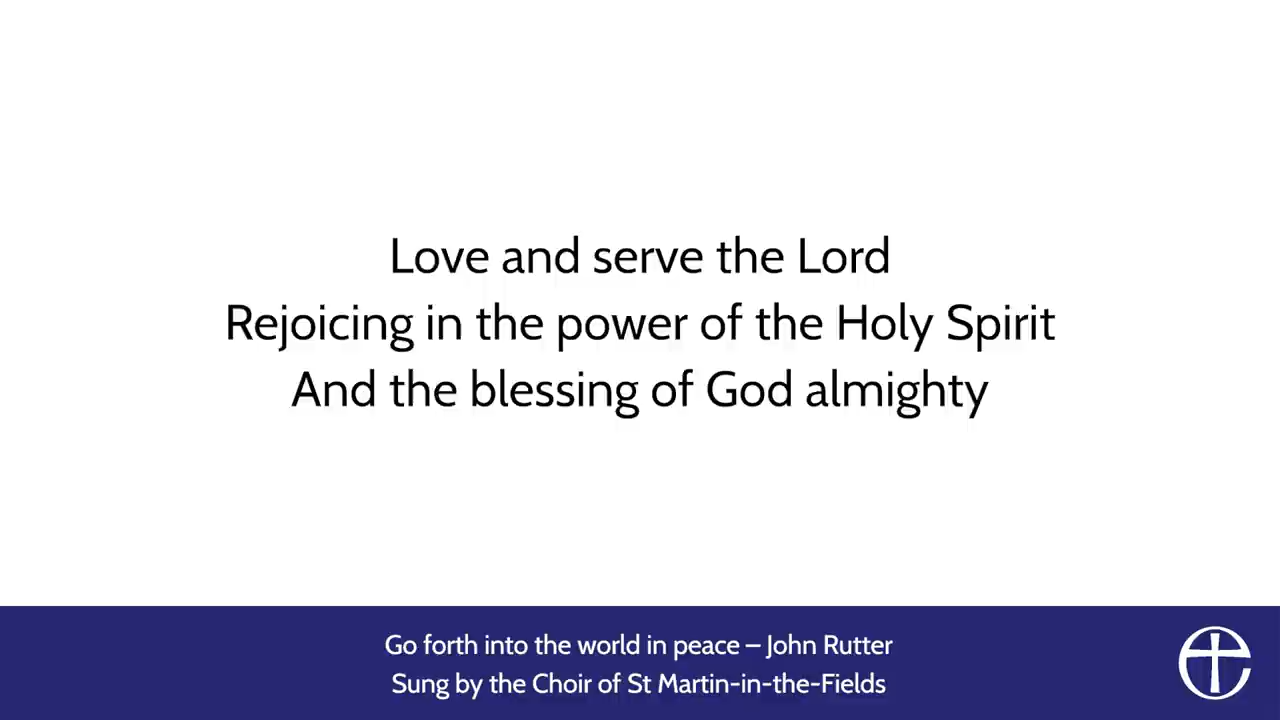 Love and serve the Lord
Rejoicing in the power of the Holy Spirit
And the blessing of God almighty
Go forth into the world in peace – John Rutter
Sung by the Choir of St Martin-in-the-Fields